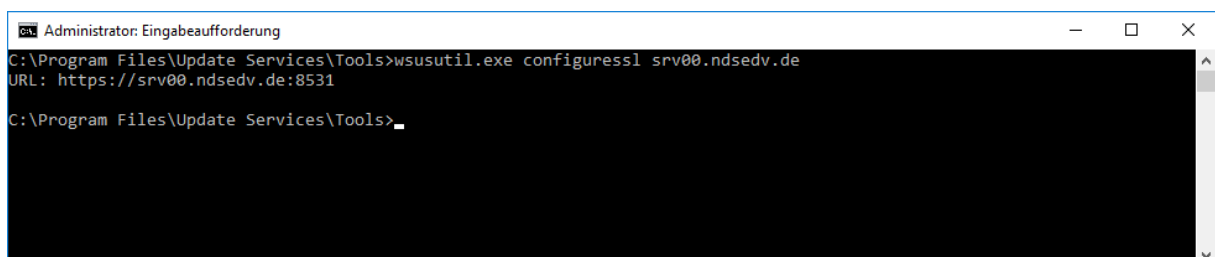 Administrator: Eingabeaufforderung
C:\Program Files\Update Services\Tools>wsusutil.exe configuressl srv00.ndsedv.de
URL: https://srv00.ndsedv.de:8531
C:\Program Files\Update Services\Tools>